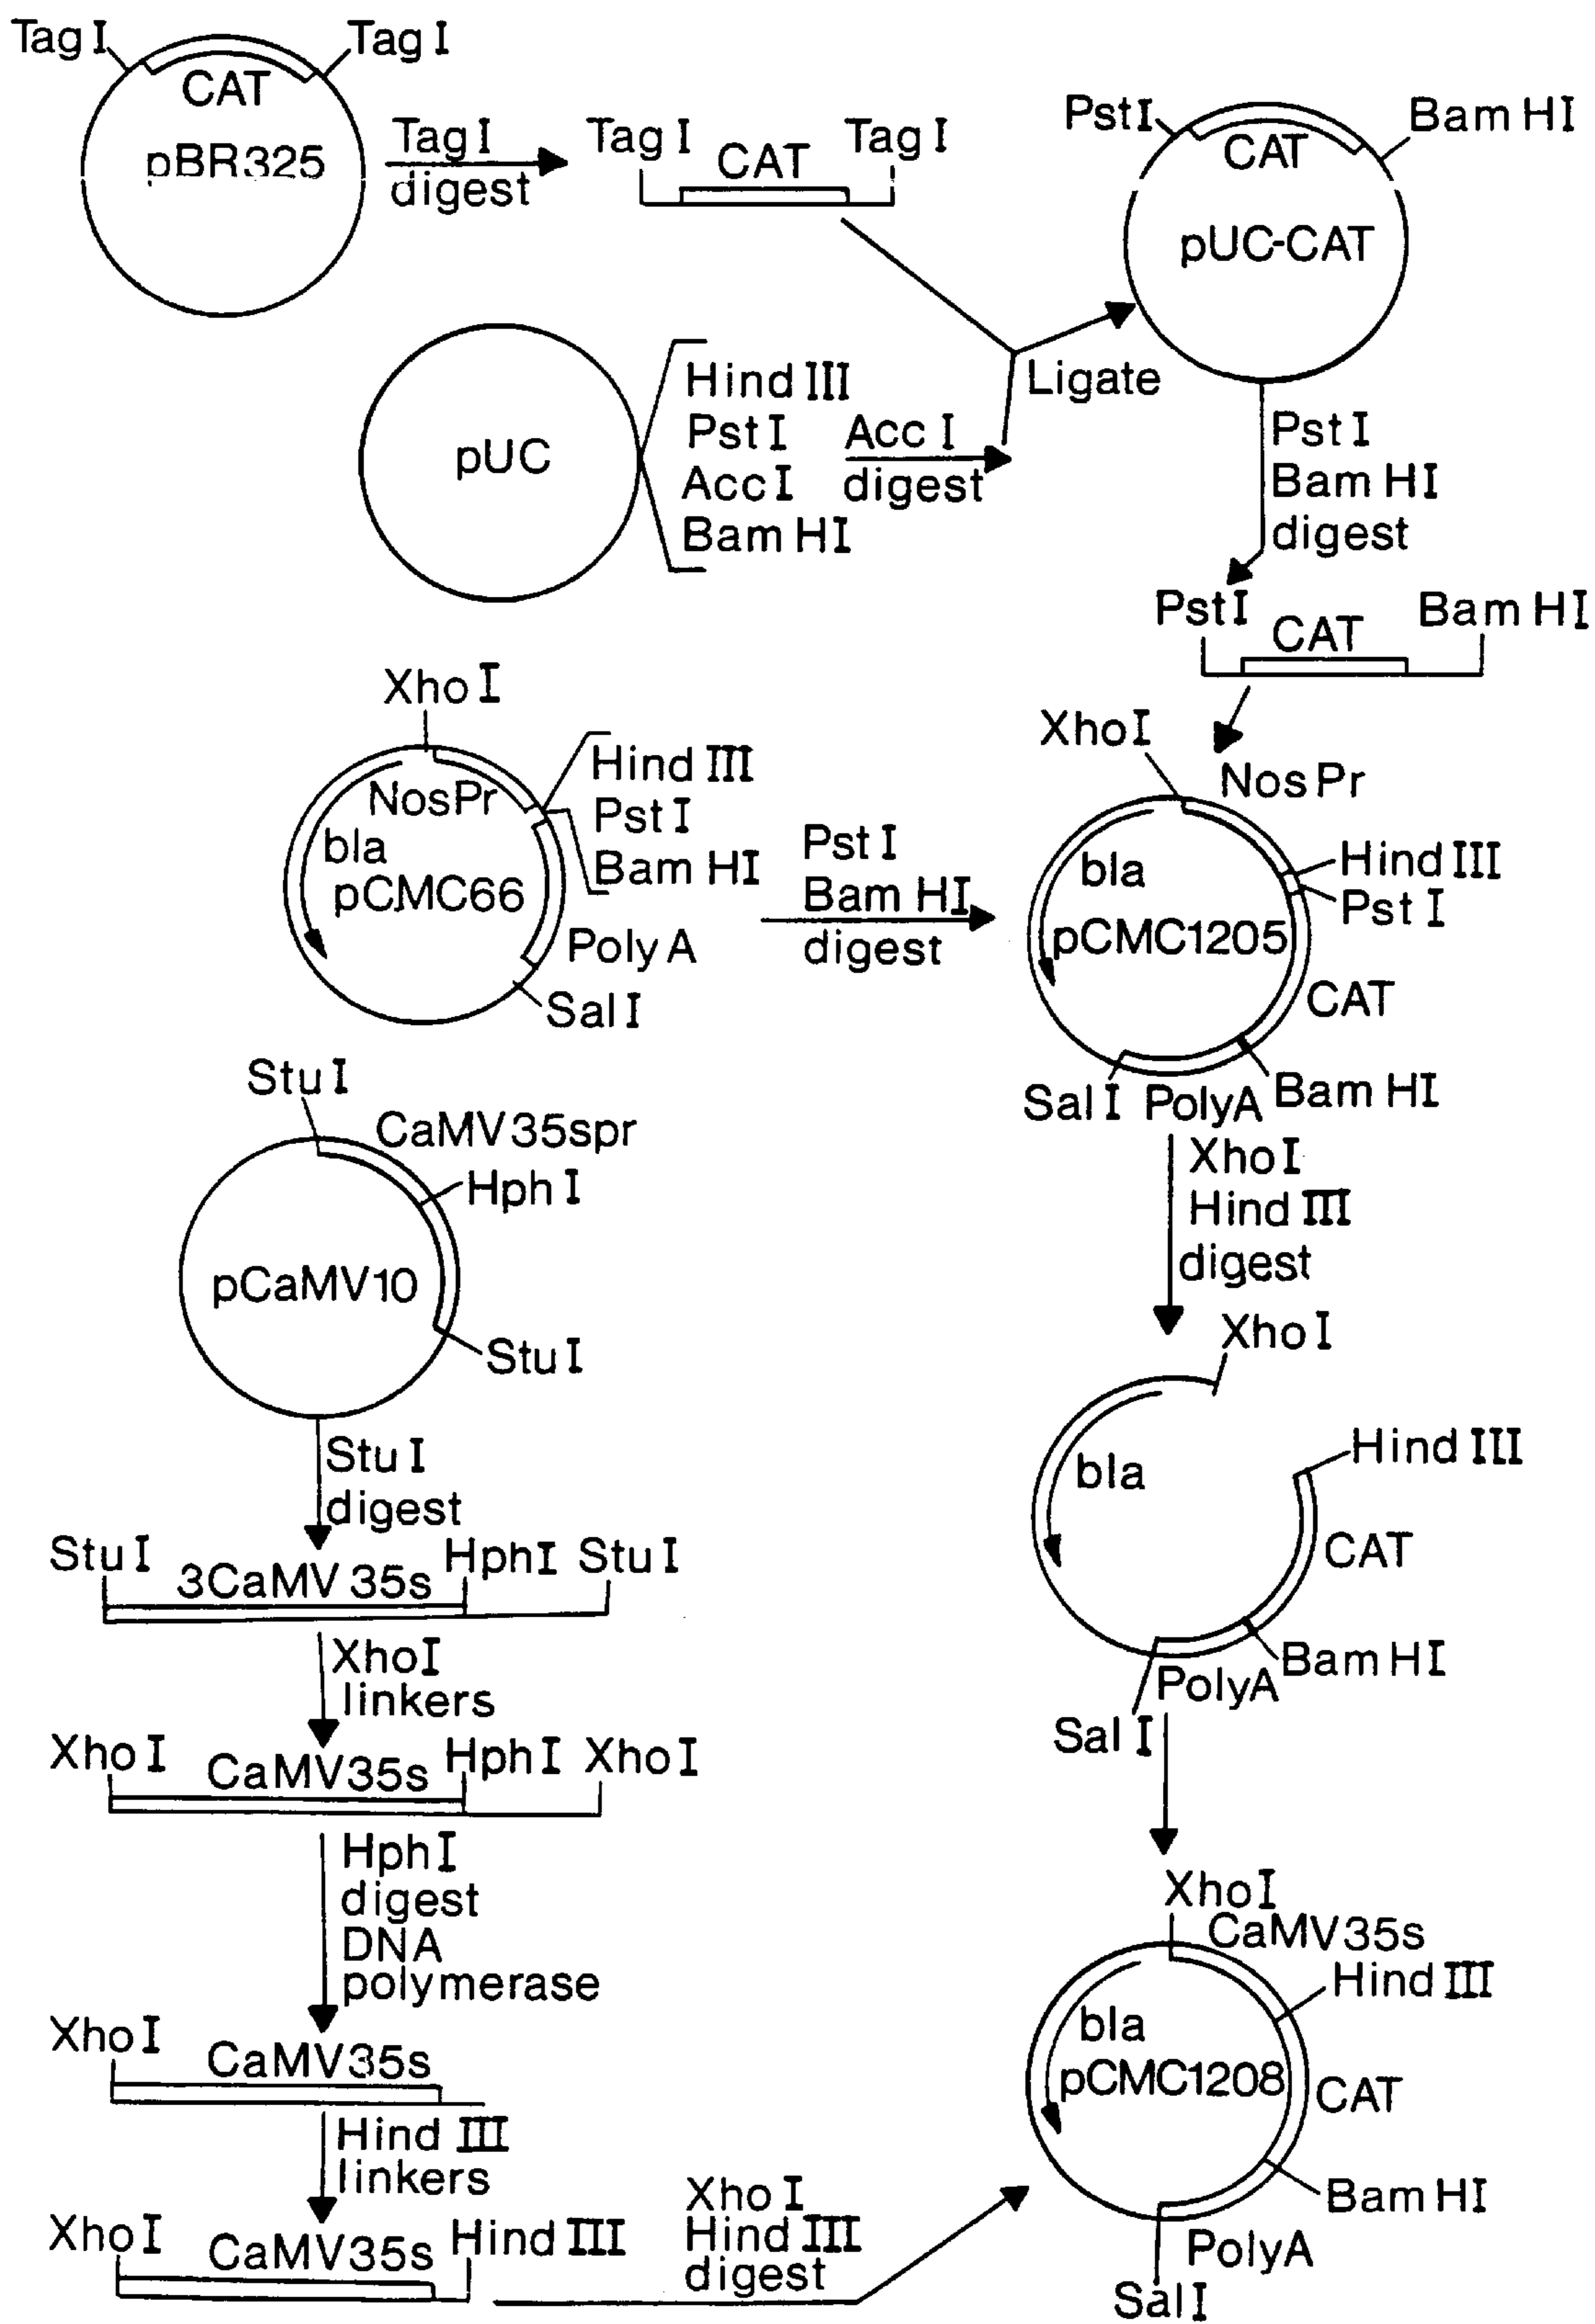 Tag I
Tag I
CAT
pBR325
Tag I
digest
Tag I
CAT
Tag I
Pst I
Bam HI
CAT
pUC-CAT
pUC
Hind III
Pst I
Acc I
Bam HI
Acc I
digest
Ligate
Pst I
Bam HI
digest
Pst I
CAT
Bam HI
Xho I
NosPr
bla
pCMC66
Hind III
Pst I
Bam HI
Poly A
Sal I
Pst I
Bam HI
digest
Xho I
Nos Pr
Hind III
Pst I
bla
pCMC1205
CAT
Bam HI
PolyA
Sal I
Xho I
Hind III
digest
Stu I
CaMV35spr
Hph I
pCaMV10
Stu I
Stu I
digest
Stu I
3CaMV 35s
Hph I
Stu I
Xho I
linkers
Xho I
CaMV35s
Hph I
Xho I
Hph I
digest
DNA
polymerase
Xho I
CaMV35s
Hind III
linkers
Xho I
CaMV35s
Hind III
Xho I
Hind III
digest
Xho I
Hind III
bla
CAT
Bam HI
PolyA
Sal I
Xho I
CaMV35s
Hind III
bla
pCMC1208
CAT
Bam HI
PolyA
Sal I